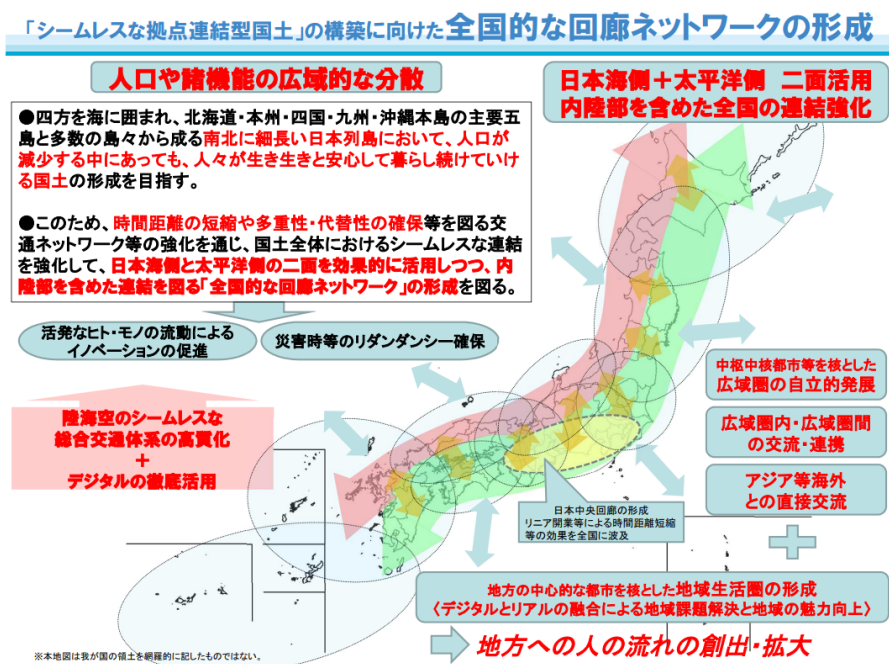 「シームレスな拠点連結型国土」の構築に向けた全国的な回廊ネットワークの形成
人口や諸機能の広域的な分散
●四方を海に囲まれ、北海道・本州・四国・九州・沖縄本島の主要五
島と多数の島々から成る南北に細長い日本列島において、人口が
減少する中にあっても、人々が生き生きと安心して暮らし続けていけ
る国土の形成を目指す。
●このため、時間距離の短縮や多重性・代替性の確保等を図る交
通ネットワーク等の強化を通じ、国土全体におけるシームレスな連結
を強化して、日本海側と太平洋側の二面を効果的に活用しつつ、内
陸部を含めた連結を図る「全国的な回廊ネットワーク」の形成を図る。
活発なヒト・モノの流動による
イノベーションの促進
災害時等のリダンダンシー確保
陸海空のシームレスな
総合交通体系の高質化
+
デジタルの徹底活用
日本海側+太平洋側 二面活用
内陸部を含めた全国の連結強化
中枢中核都市等を核とした
広域圏の自立的発展
広域圏内・広域圏間
の交流・連携
アジア等海外
との直接交流
日本中央回廊の形成
リニア開業等による時間距離短縮
等の効果を全国に波及
地方の中心的な都市を核とした地域生活圏の形成
〈デジタルとリアルの融合による地域課題解決と地域の魅力向上〉
地方への人の流れの創出・拡大
※本地図は我が国の領土を網羅的に記したものではない。